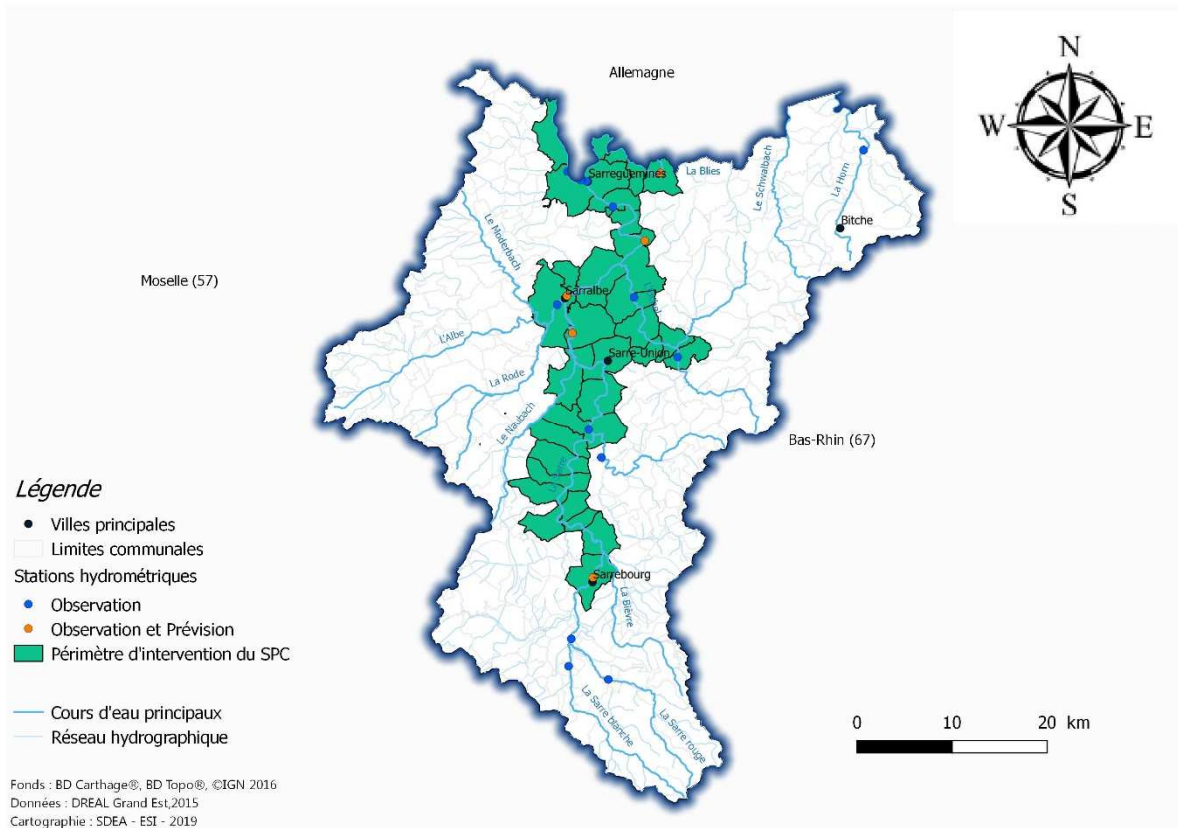 Allemagne
N
W
E
S
Sarreguemines
La Blies
Le Schwalbach
La Horn
Bitche
Le Moderbach
Moselle (57)
Sarralbe
L'Albe
Sarre-Union
La Rode
Le Naubach
Bas-Rhin (67)
Sarrebourg
La Bièvre
La Sarre blanche
La Sarre rouge
Légende
Villes principales
Limites communales
Stations hydrométriques
Observation
Observation et Prévision
Périmètre d'intervention du SPC
Cours d'eau principaux
Réseau hydrographique
0 10 20 km
Fonds : BD Carthage®, BD Topo®, ©IGN 2016
Données : DREAL Grand Est,2015
Cartographie : SDEA - ESI - 2019